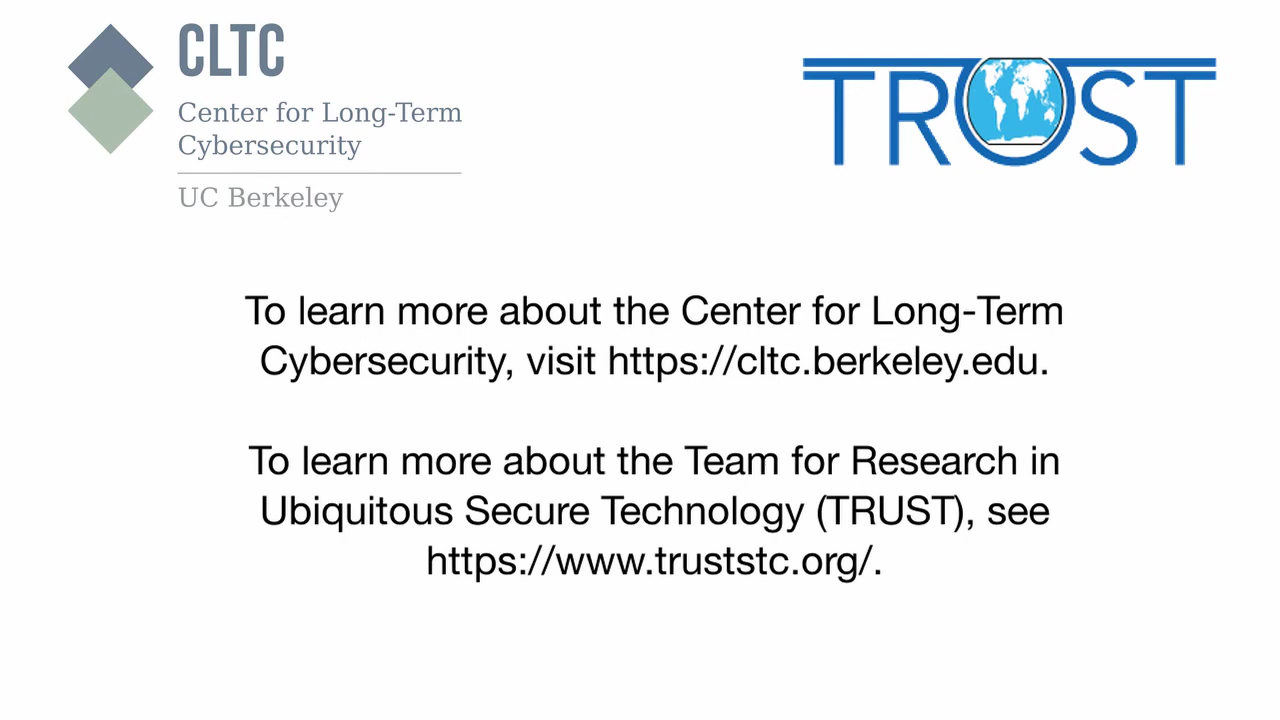 CLTC
Center for Long-Term
Cybersecurity
UC Berkeley
TRUST
To learn more about the Center for Long-Term
Cybersecurity, visit https://cltc.berkeley.edu.
To learn more about the Team for Research in
Ubiquitous Secure Technology (TRUST), see
https://www.truststc.org/.